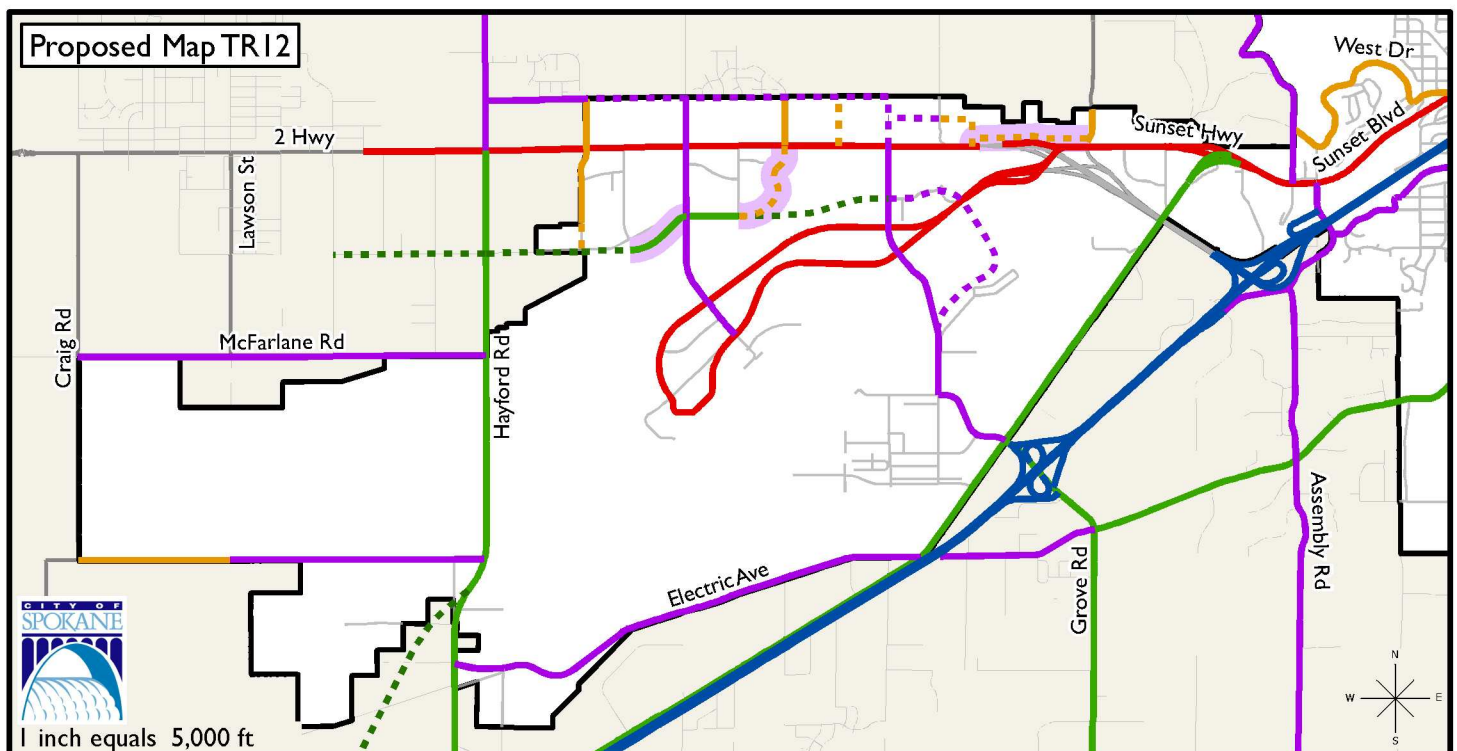 Proposed Map TR12
West Dr
2 Hwy
Sunset Hwy
Sunset Blvd
Lawson St
Craig Rd
McFarlane Rd
Hayford Rd
Assembly Rd
Electric Ave
Grove Rd
CITY OF
SPOKANE
N
W E
S
1 inch equals 5,000 ft